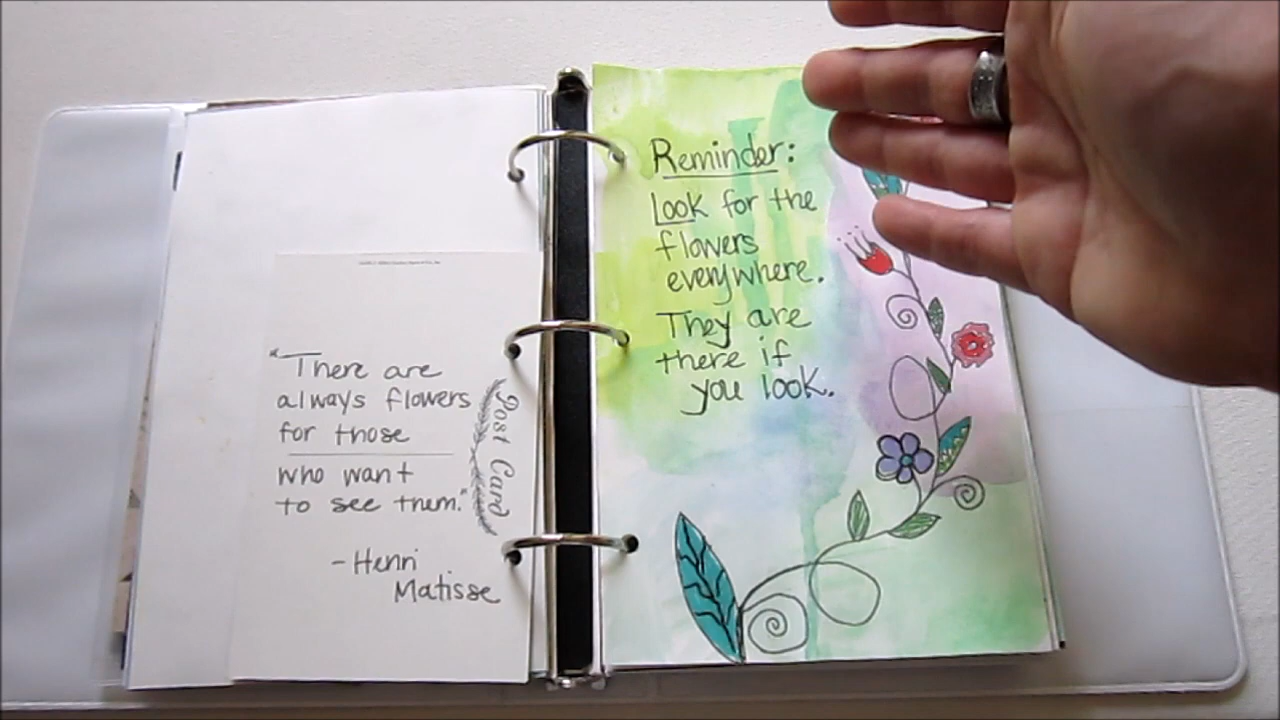 "There are
always flowers
for those
who want
to see them."
-Henri
Matisse
Post Card
Reminder:
Look for the
flowers
everywhere.
They are
there if
you look.